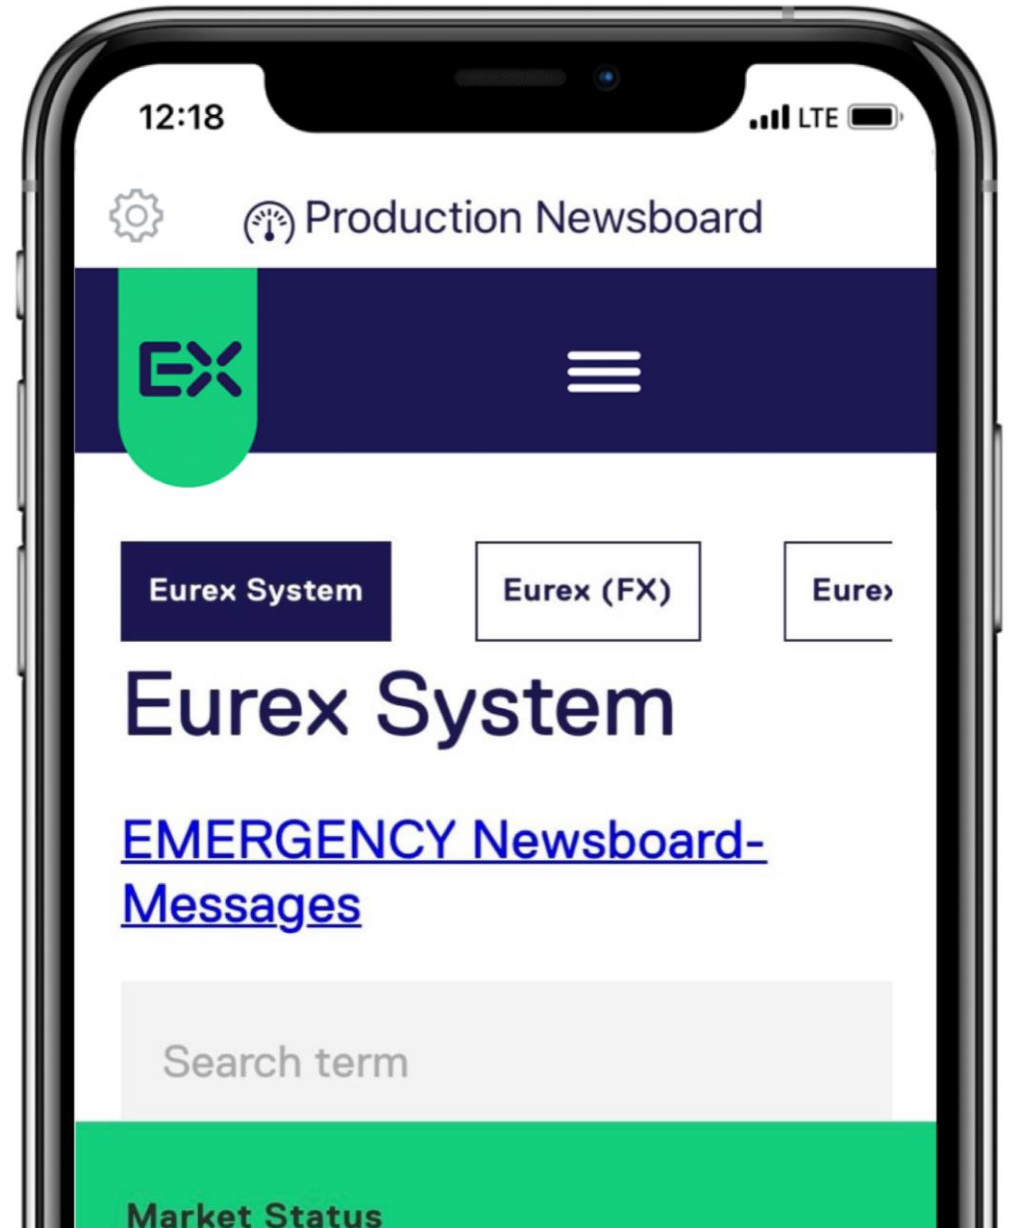 12:18
LTE
Production Newsboard
EX
Eurex System
Eurex (FX)
Eurex
Eurex System
EMERGENCY Newsboard-
Messages
Search term
Market Status